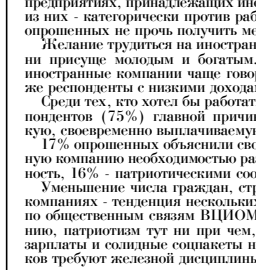 предприятиях, принадлежащих
из них - категорически против
опрошенных не прочь получить
Желание трудиться на
ни присуще молодым и богатым.
иностранные компании чаще
же респонденты с низкими
Среди тех, кто хотел бы
пондентов (75%) главной
кую, своевременно
17% опрошенных объяснили
ную компанию необходимостью
ность, 16% - патриотическими
Уменьшение числа граждан,
компаниях - тенденция
по общественным связям ВЦИОМ
нию, патриотизм тут ни при чем,
зарплаты и солидные соцпакеты
ков требуют железной